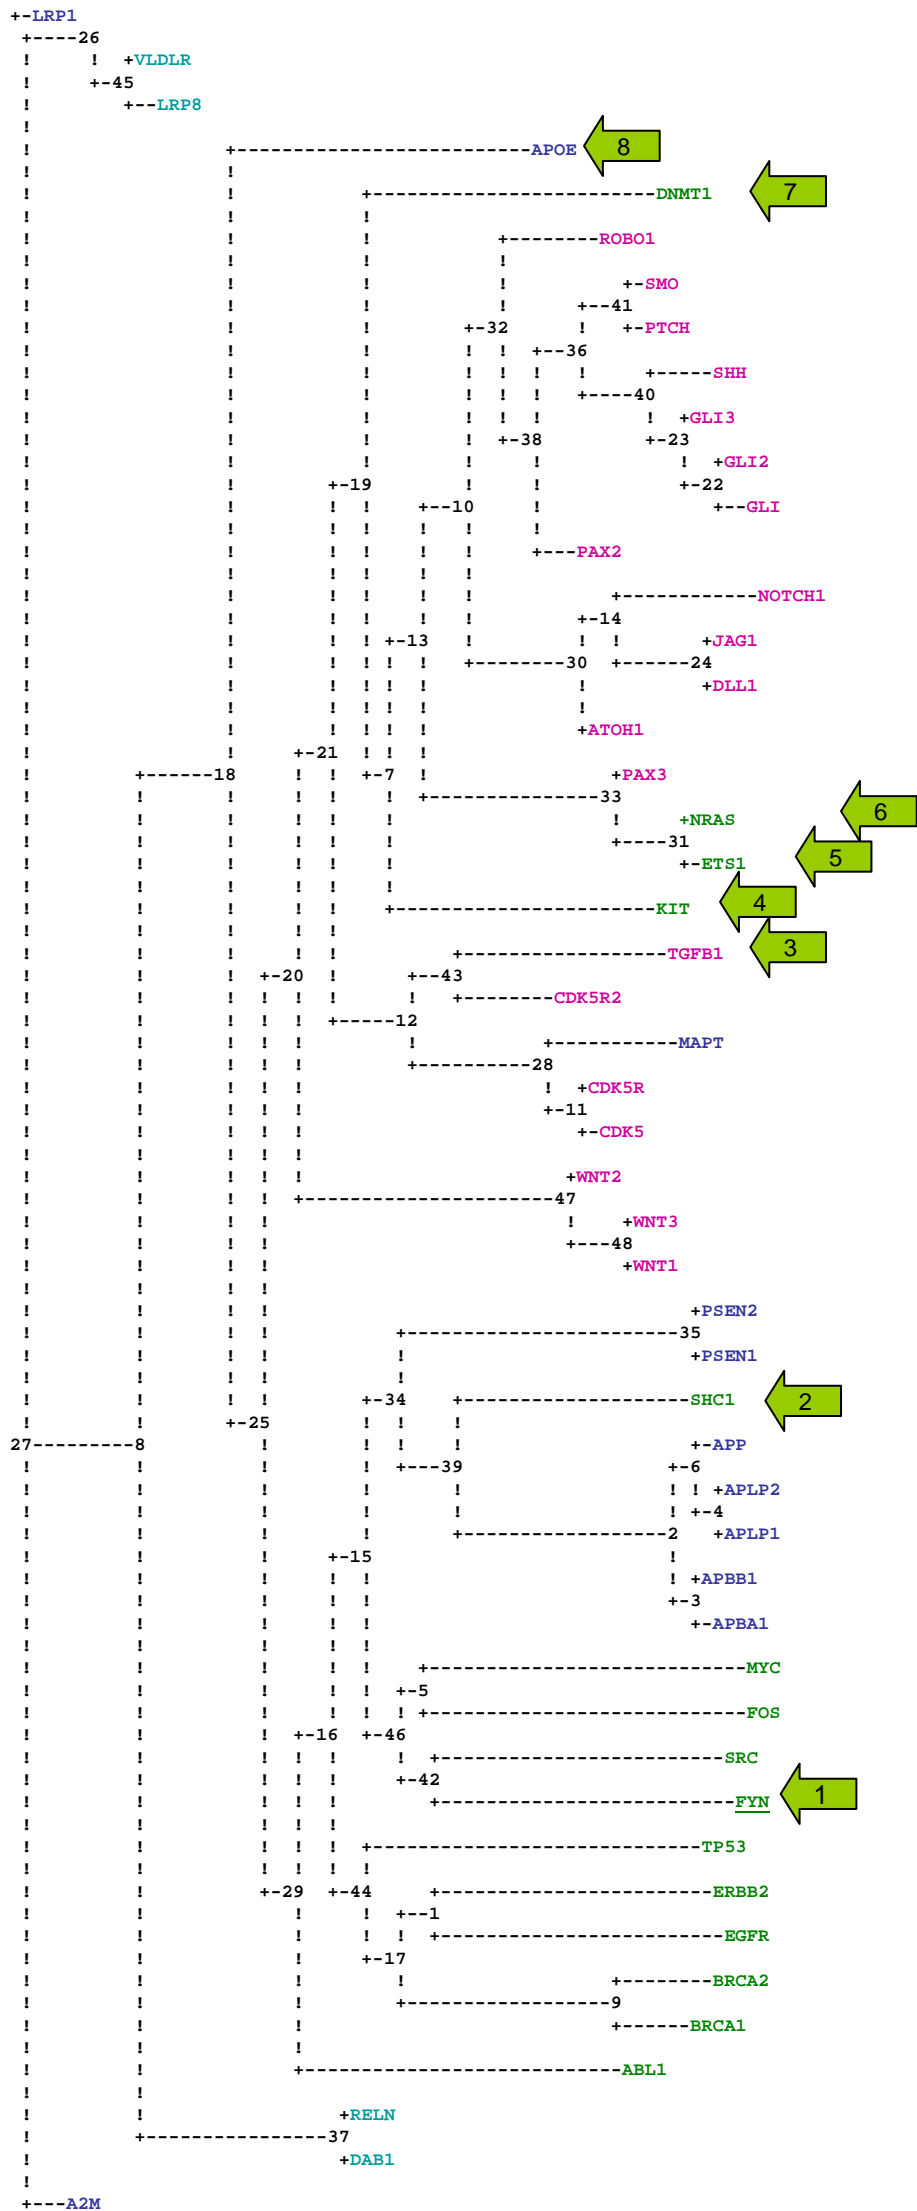 +-LRP1
+----26
! ! +VLDLR
! +-45
! +--LRP8
!
! +--------------------------APOE 8
! !
! ! +-------------------------DNMT1 7
! ! !
! ! ! +--------ROBO1
! ! ! !
! ! ! ! +-SMO
! ! ! ! +--41
! ! ! +-32 ! +-PTCH
! ! ! ! ! +--36
! ! ! ! ! ! ! +-----SHH
! ! ! ! ! ! +----40
! ! ! ! ! ! ! +GLI3
! ! ! ! +-38 +-23
! ! ! ! ! ! +GLI2
! ! +-19 ! ! +-22
! ! ! ! +--10 ! +--GLI
! ! ! ! ! ! !
! ! ! ! ! ! +---PAX2
! ! ! ! ! !
! ! ! ! ! ! +------------NOTCH1
! ! ! ! ! ! +-14
! ! ! ! +-13 ! ! ! +JAG1
! ! ! ! ! ! +--------30 +------24
! ! ! ! ! ! ! +DLL1
! ! ! ! ! ! !
! ! ! ! ! ! +ATOH1
! ! +-21 ! ! !
! +------18 ! ! +-7 ! +PAX3
! ! ! ! ! ! +---------------33
! ! ! ! ! ! ! +NRAS 6
! ! ! ! ! ! +----31
! ! ! ! ! ! +-ETS1 5
! ! ! ! ! !
! ! ! ! ! +-----------------------KIT 4
! ! ! ! !
! ! ! ! ! +------------------TGFB1 3
! ! ! +-20 ! +--43
! ! ! ! ! ! ! +--------CDK5R2
! ! ! ! ! +-----12
! ! ! ! ! ! +-----------MAPT
! ! ! ! ! +----------28
! ! ! ! ! ! +CDK5R
! ! ! ! ! +-11
! ! ! ! ! +-CDK5
! ! ! ! !
! ! ! ! ! +WNT2
! ! ! ! +----------------------47
! ! ! ! ! +WNT3
! ! ! ! +---48
! ! ! ! +WNT1
! ! ! !
! ! ! ! +PSEN2
! ! ! ! +------------------------35
! ! ! ! ! +PSEN1
! ! ! ! !
! ! ! ! +-34 +--------------------SHC1 2
! ! +-25 ! ! !
27---------8 ! ! ! ! +-APP
! ! ! ! +---39 +-6
! ! ! ! ! ! ! +APLP2
! ! ! ! ! ! +-4
! ! ! ! +------------------2 +APLP1
! ! ! +-15 !
! ! ! ! ! ! +APBB1
! ! ! ! ! +-3
! ! ! ! ! +-APBA1
! ! ! ! !
! ! ! ! ! +----------------------------MYC
! ! ! ! ! +-5
! ! ! ! ! ! +----------------------------FOS
! ! ! +-16 +-46
! ! ! ! ! ! +-------------------------SRC
! ! ! ! ! +-42
! ! ! ! ! +--------------------------FYN 1
! ! ! ! !
! ! ! ! ! +-----------------------------TP53
! ! ! ! ! !
! ! +-29 +-44 +------------------------ERBB2
! ! ! ! +--1
! ! ! ! ! +-------------------------EGFR
! ! ! +-17
! ! ! ! +--------BRCA2
! ! ! +------------------9
! ! ! +------BRCA1
! ! !
! ! +----------------------------ABL1
! !
! ! +RELN
! +----------------37
! +DAB1
!
+---A2M